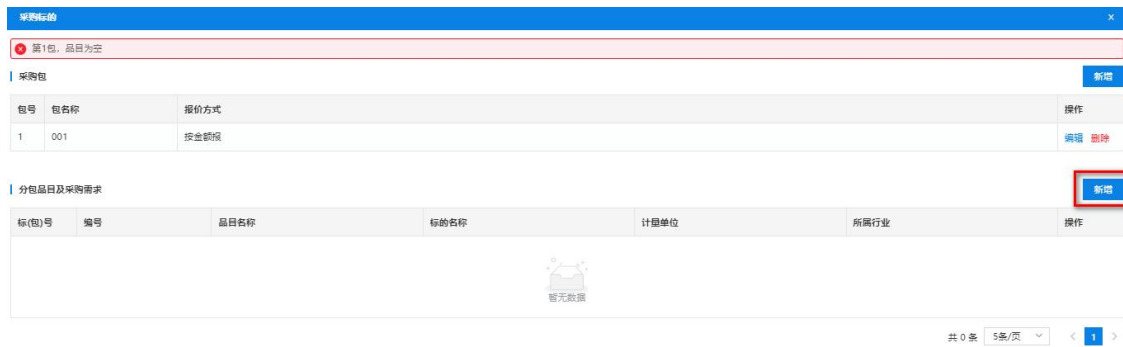 采购标的 ×
第1包, 品目为空
采购包 新增
包号 包名称 报价方式 操作
1 001 按金额报 编辑 删除
分包品目及采购需求 新增
标(包)号 编号 品目名称 标的名称 计量单位 所属行业 操作
暂无数据
共 0 条 5条/页 < 1 >